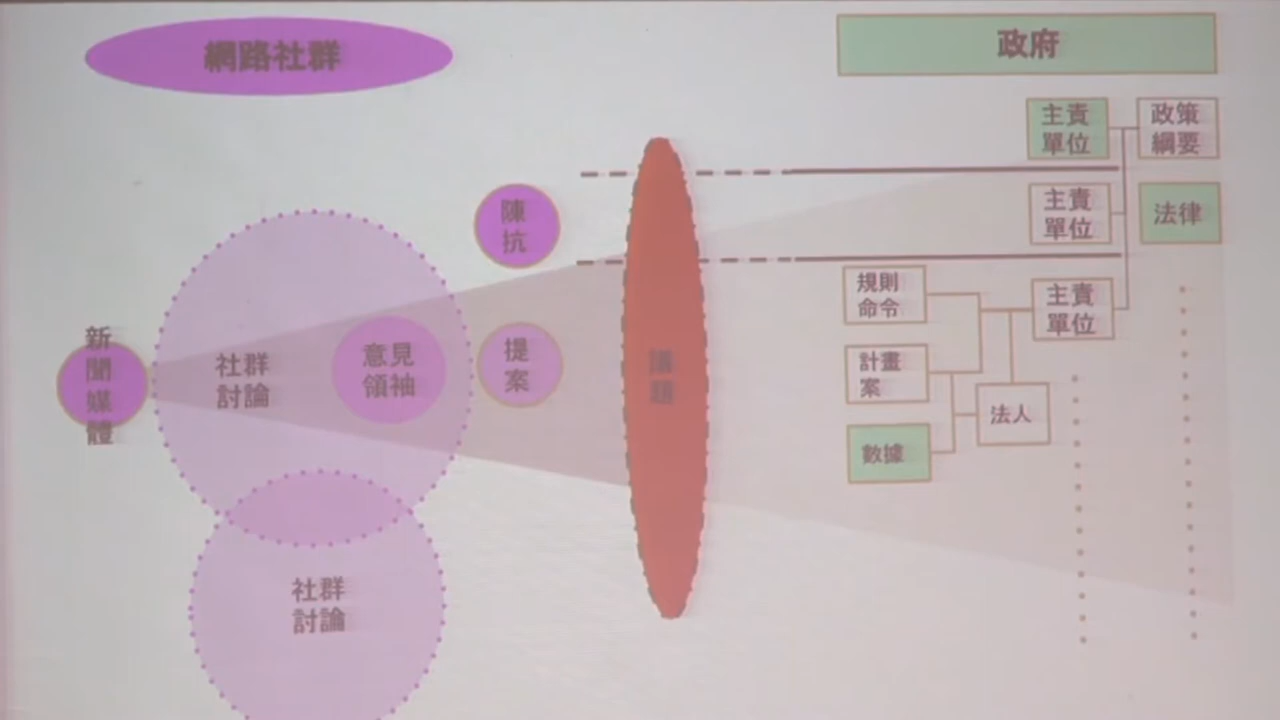 網路社群
政府
主責
單位
政策
綱要
陳
抗
主責
單位
法律
規則
命令
主責
單位
新
聞
媒
體
社群
討論
意見
領袖
提
案
議
題
計畫
案
法人
數據
社群
討論